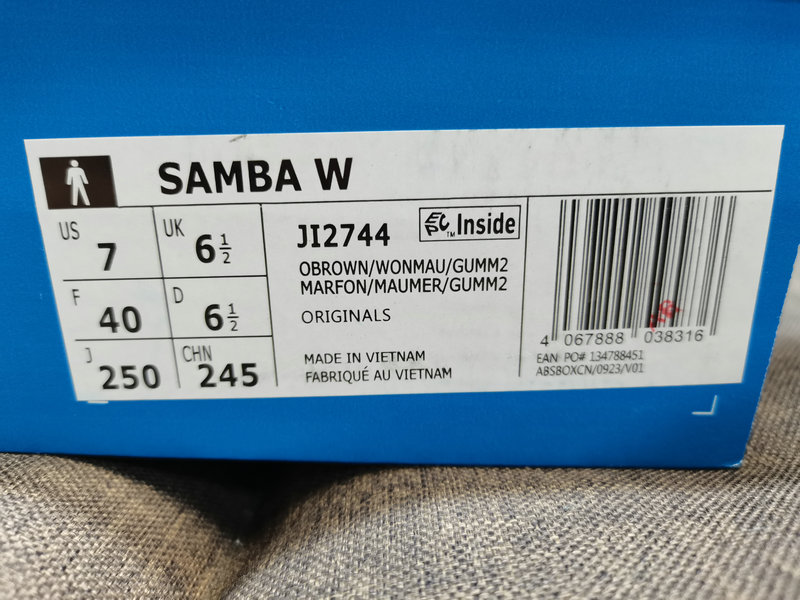 SAMBA W
US 7 UK 6 1/2
F 40 D 6 1/2
J 250 CHN 245
JI2744 EPC™ Inside
OBROWN/WONMAU/GUMM2
MARFON/MAUMER/GUMM2
ORIGINALS
MADE IN VIETNAM
FABRIQUÉ AU VIETNAM
4 067888 038316
EAN PO# 134788451
ABSBOXCN/0923/V01